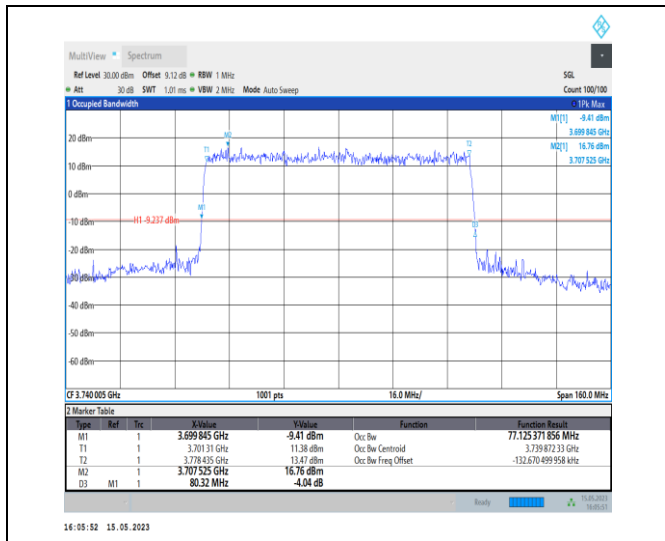 MultiView Spectrum
Ref Level 30.00 dBm Offset 9.12 dB RBW 1 MHz SGL
Att 30 dB SWT 1.01 ms VBW 2 MHz Mode Auto Sweep Count 100/100
1 Occupied Bandwidth 1Pk Max
M1[1] -9.41 dBm
3.699 845 GHz
M2[1] 16.76 dBm
3.707 525 GHz
20 dBm
M2
T1
T2
10 dBm
0 dBm
M1
H1 -9.237 dBm
-10 dBm
D3
-20 dBm
-30 dBm
-40 dBm
-50 dBm
-60 dBm
CF 3.740 005 GHz 1001 pts 16.0 MHz/ Span 160.0 MHz
2 Marker Table
Type Ref Trc X-Value Y-Value Function Function Result
M1 1 3.699 845 GHz -9.41 dBm Occ Bw 77.125 371 856 MHz
T1 1 3.701 31 GHz 11.38 dBm Occ Bw Centroid 3.739 872 33 GHz
T2 1 3.778 435 GHz 13.47 dBm Occ Bw Freq Offset -132.670 499 958 kHz
M2 1 3.707 525 GHz 16.76 dBm
D3 M1 1 80.32 MHz -4.04 dB
Ready 15.05.2023
16:05:51
16:05:52 15.05.2023